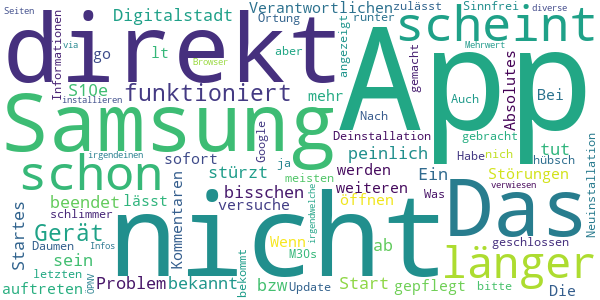 Seiten
Verantwortlichen
zulässt
Sinnfrei
diverse
Digitalstadt
Ortung
runter
direkt
App
scheint
Informationen
via
go
lt
aber
angezeigt
gemacht
Mehrwert
Browser
S10e
funktioniert
mehr
Absolutes
Auch
Bei
installieren
Samsung
Google
Nach
Deinstallation
gebracht
tut
irgendeinen
sofort
ja
peinlich
Habe
nich
hübsch
schon
stürzt
meisten
werden
Ein
Störungen
verwiesen
Das
Neuinstallation
Startes
beendet
lässt
Kommentaren
bisschen
versuche
irgendwelche
weiteren
Was
öffnen
nicht
schlimmer
Gerät
Wenn
ab
geschlossen
Daumen
Infos
sein
Problem
M30s
länger
letzten
ÖPNV
bekannt
bekommt
bzw
Update
Start
gepflegt
bitte
auftreten
Die